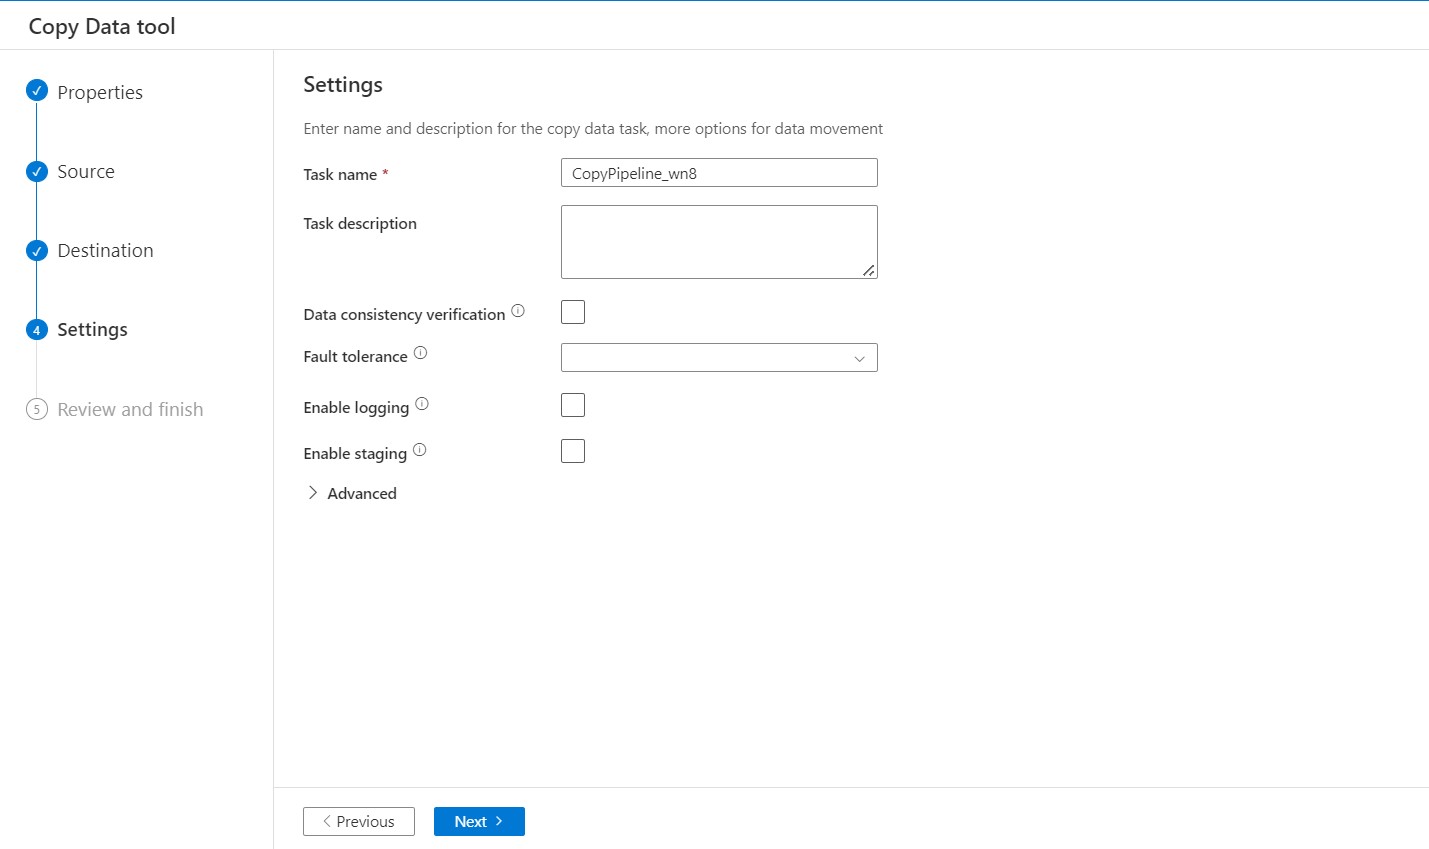 Copy Data tool
Properties
Source
Destination
4 Settings
5 Review and finish
Settings
Enter name and description for the copy data task, more options for data movement
Task name * CopyPipeline_wn8
Task description
Data consistency verification
Fault tolerance
Enable logging
Enable staging
Advanced
Previous Next